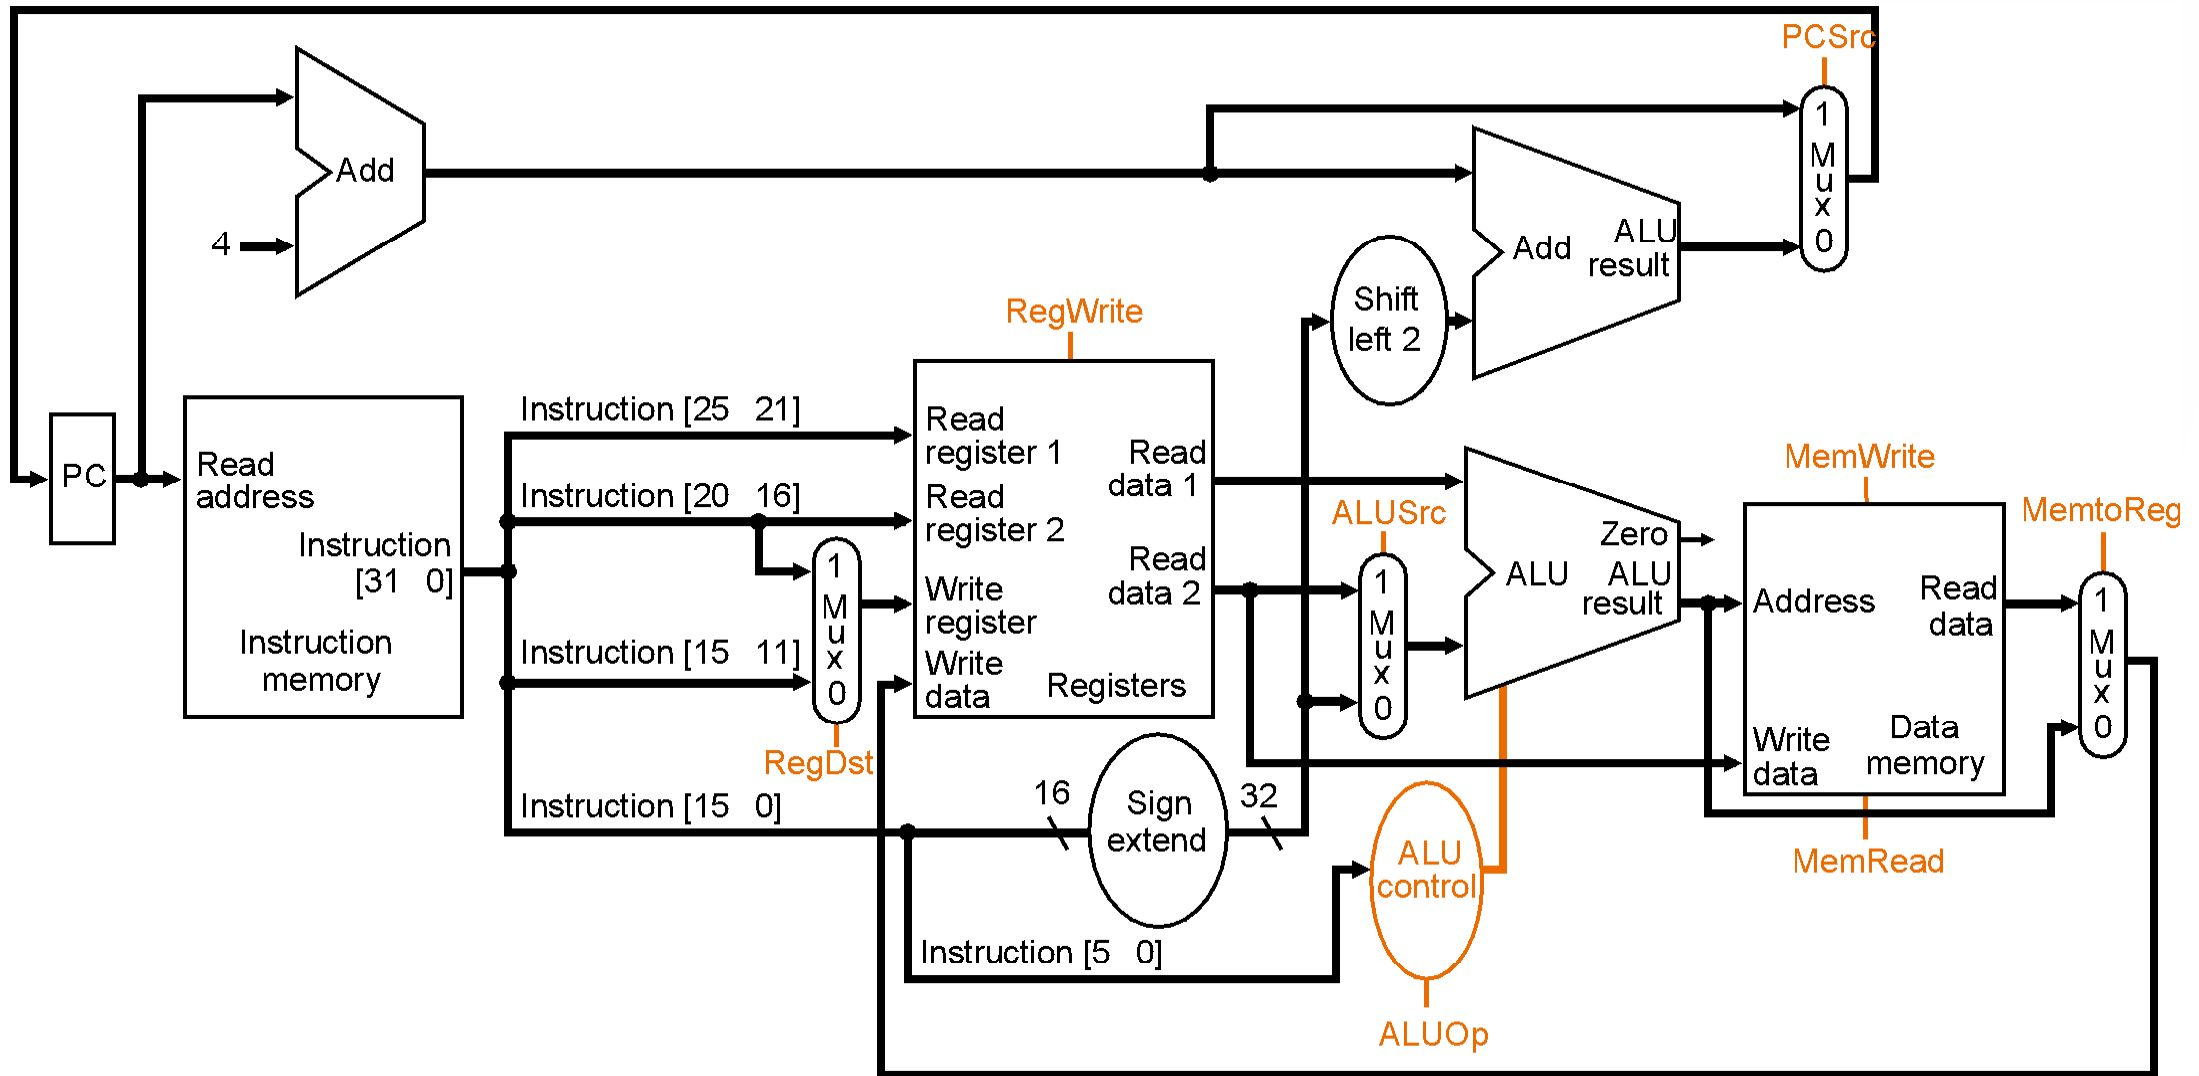 PCSrc
1
M
u
x
0
Add
4
Add
ALU
result
Shift
left 2
RegWrite
PC
Read
address
Instruction
[31 0]
Instruction
memory
Instruction [25 21]
Instruction [20 16]
Instruction [15 11]
Instruction [15 0]
1
M
u
x
0
RegDst
Read
register 1
Read
register 2
Write
register
Write
data
Read
data 1
Read
data 2
Registers
ALUSrc
1
M
u
x
0
Zero
ALU
ALU
result
MemWrite
Address
Read
data
Write
data
Data
memory
MemRead
MemtoReg
1
M
u
x
0
16
Sign
extend
32
ALU
control
Instruction [5 0]
ALUOp